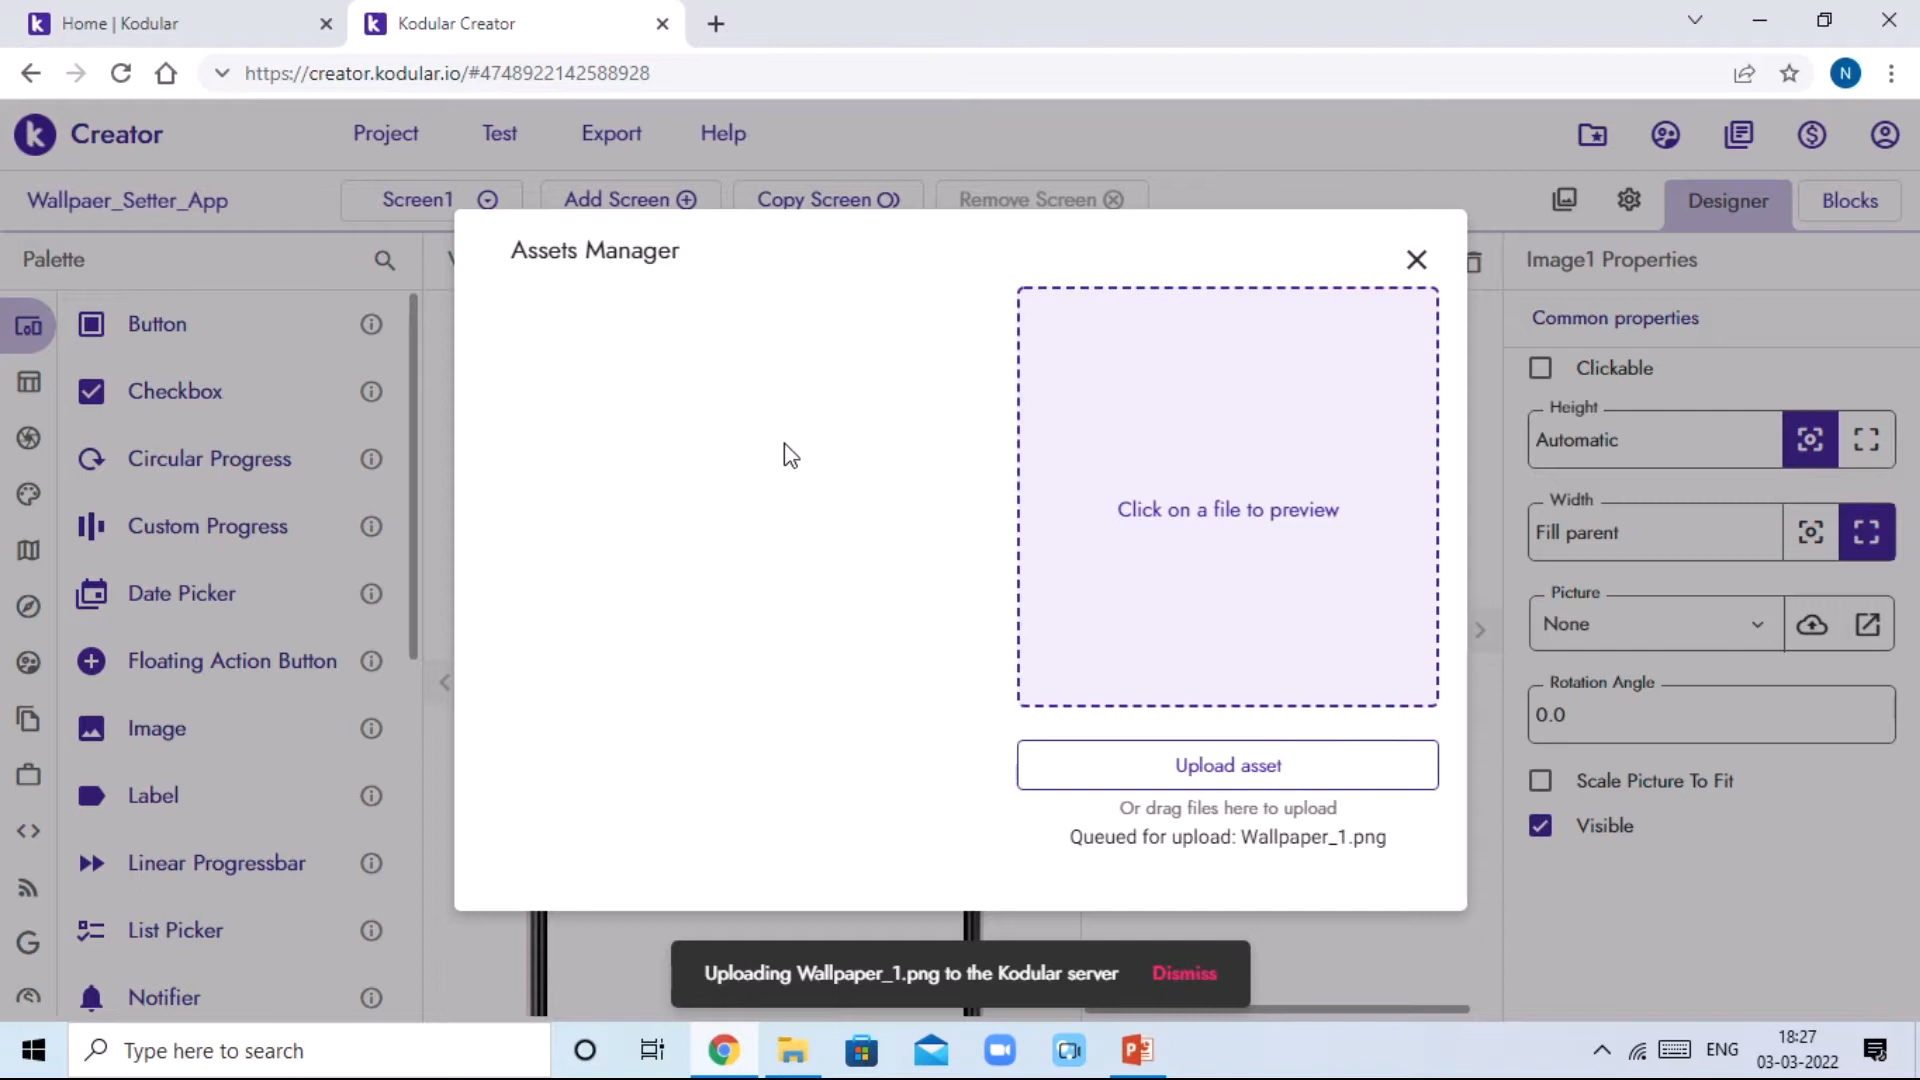 Home | Kodular
Kodular Creator
https://creator.kodular.io/#4748922142588928
N
Creator
Project
Test
Export
Help
Wallpaer_Setter_App
Screen1
Add Screen
Copy Screen
Remove Screen
Designer
Blocks
Palette
Button
Checkbox
Circular Progress
Custom Progress
Date Picker
Floating Action Button
Image
Label
Linear Progressbar
List Picker
Notifier
Assets Manager
Click on a file to preview
Upload asset
Or drag files here to upload
Queued for upload: Wallpaper_1.png
Uploading Wallpaper_1.png to the Kodular server
Dismiss
Image1 Properties
Common properties
Clickable
Height
Automatic
Width
Fill parent
Picture
None
Rotation Angle
0.0
Scale Picture To Fit
Visible
Type here to search
ENG
18:27
03-03-2022